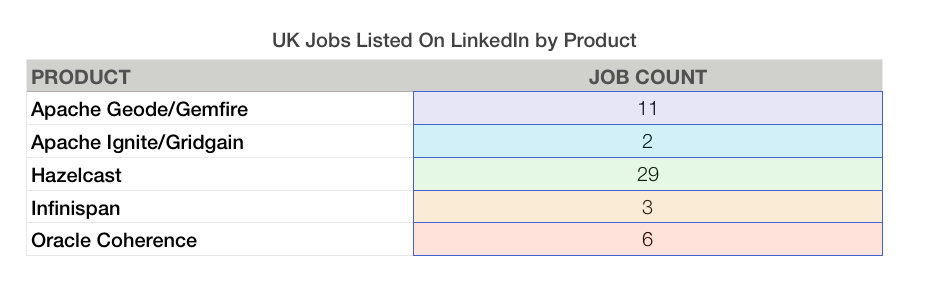 UK Jobs Listed On LinkedIn by Product
PRODUCT JOB COUNT
Apache Geode/Gemfire 11
Apache Ignite/Gridgain 2
Hazelcast 29
Infinispan 3
Oracle Coherence 6